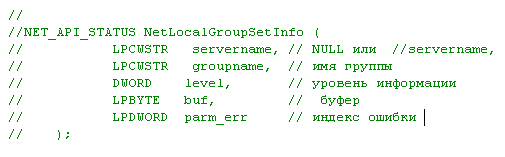 //
//NET_API_STATUS NetLocalGroupSetInfo (
// LPCWSTR servername, // NULL или //servername,
// LPCWSTR groupname, // имя группы
// DWORD level, // уровень информации
// LPBYTE buf, // буфер
// LPDWORD parm_err // индекс ошибки
// );